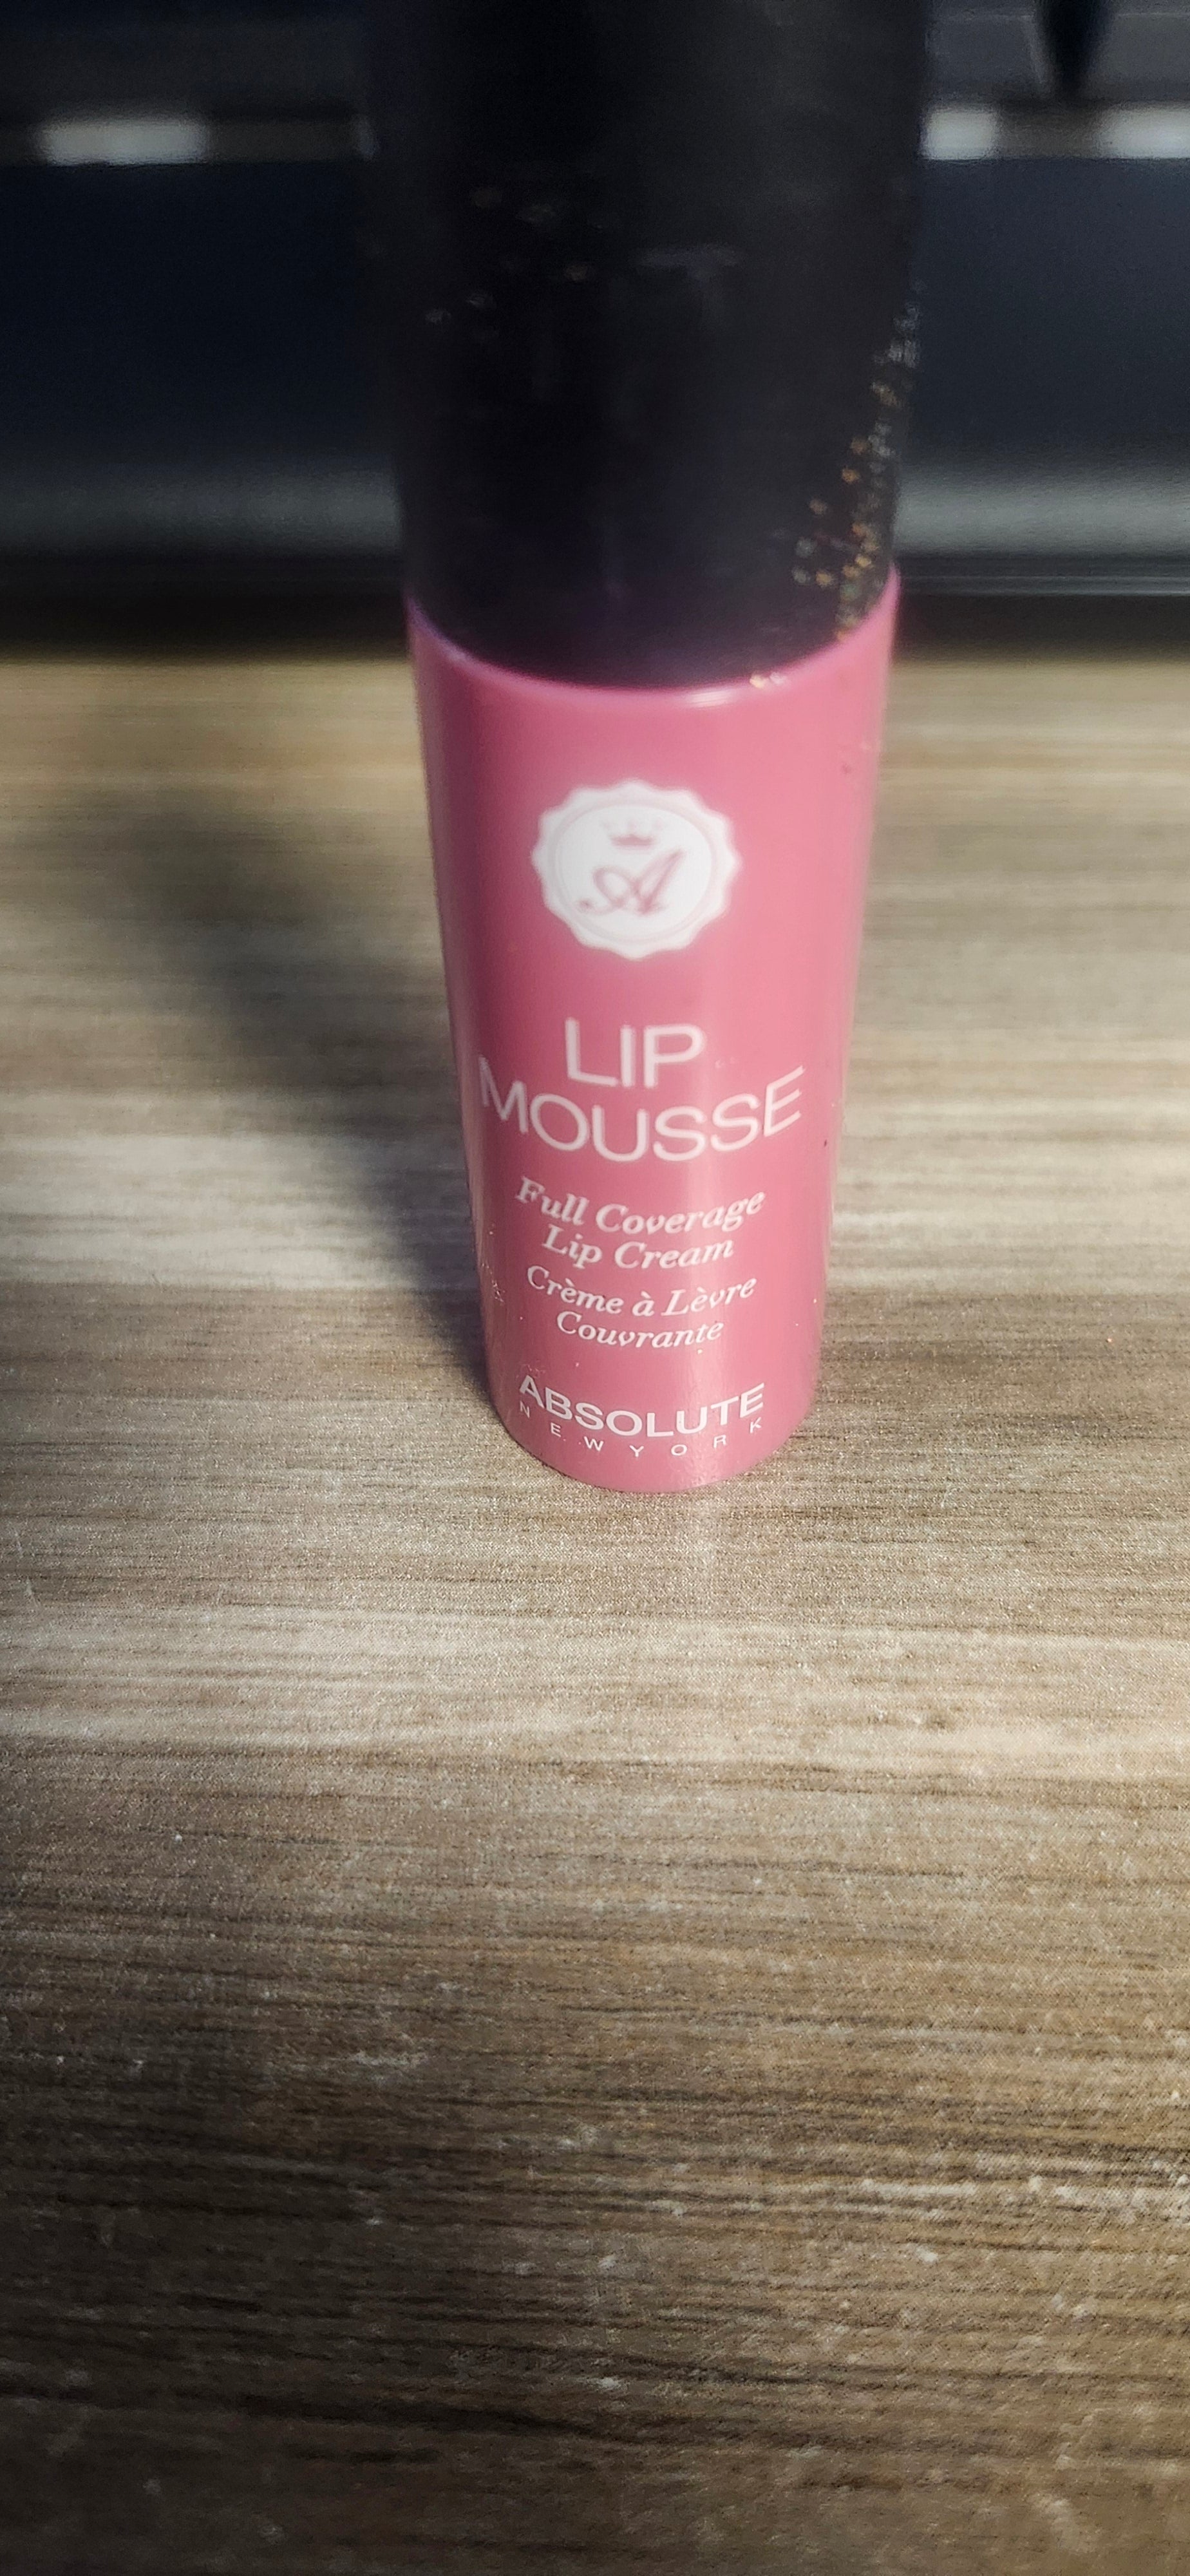 A
LIP
MOUSSE
Full Coverage
Lip Cream
Crème à Lèvre
Couvrante
ABSOLUTE
NEW YORK